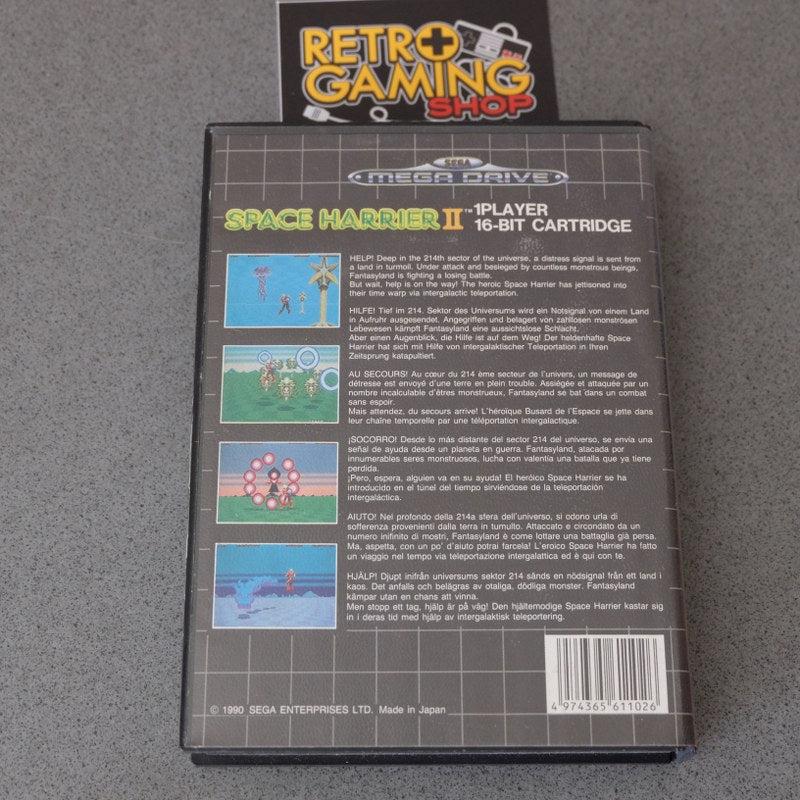 RETRO
GAMING
SHOP
SEGA
MEGA DRIVE
SPACE HARRIER II™
1PLAYER
16-BIT CARTRIDGE
HELP! Deep in the 214th sector of the universe, a distress signal is sent from
a land in turmoil. Under attack and besieged by countless monstrous beings,
Fantasyland is fighting a losing battle.
But wait, help is on the way! The heroic Space Harrier has jettisoned into
their time warp via intergalactic teleportation.
HILFE! Tief im 214. Sektor des Universums wird ein Notsignal von einem Land
in Aufruhr ausgesendet. Angegriffen und belagert von zahllosen monströsen
Lebewesen kämpft Fantasyland eine aussichtslose Schlacht.
Aber einen Augenblick, die Hilfe ist auf dem Weg! Der heldenhafte Space
Harrier hat sich mit Hilfe von intergalaktischer Teleportation in Ihren
Zeitsprung katapultiert.
AU SECOURS! Au cœur du 214 ème secteur de l'univers, un message de
détresse est envoyé d'une terre en plein trouble. Assiégée et attaquée par un
nombre incalculable d'êtres monstrueux, Fantasyland se bat dans un combat
sans espoir.
Mais attendez, du secours arrive! L'héroïque Busard de l'Espace se jette dans
leur chaîne temporelle par une téléportation intergalactique.
¡SOCORRO! Desde lo más distante del sector 214 del universo, se envía una
señal de ayuda desde un planeta en guerra. Fantasyland, atacada por
innumerables seres monstruosos, lucha con valentía una batalla que ya tiene
perdida.
¡Pero, espera, alguien va en su ayuda! El heróico Space Harrier se ha
introducido en el túnel del tiempo sirviéndose de la teleportación
intergaláctica.
AIUTO! Nel profondo della 214a sfera dell'universo, si odono urla di
sofferenza provenienti dalla terra in tumulto. Attaccato e circondato da un
numero infinito di mostri, Fantasyland è come lottare una battaglia già persa.
Ma, aspetta, con un po' d'aiuto potrai farcela! L'eroico Space Harrier ha fatto
un viaggio nel tempo via teleportazione intergalattica ed è qui con te.
HJÄLP! Djupt inifrån universums sektor 214 sänds en nödsignal från ett land i
kaos. Det anfalls och belägras av otaliga, dödliga monster. Fantasyland
kämpar utan en chans att vinna.
Men stopp ett tag, hjälp är på väg! Den hjältemodige Space Harrier kastar sig
in i deras tid med hjälp av intergalaktisk teleportering.
© 1990 SEGA ENTERPRISES LTD. Made in Japan
4 974365 611026